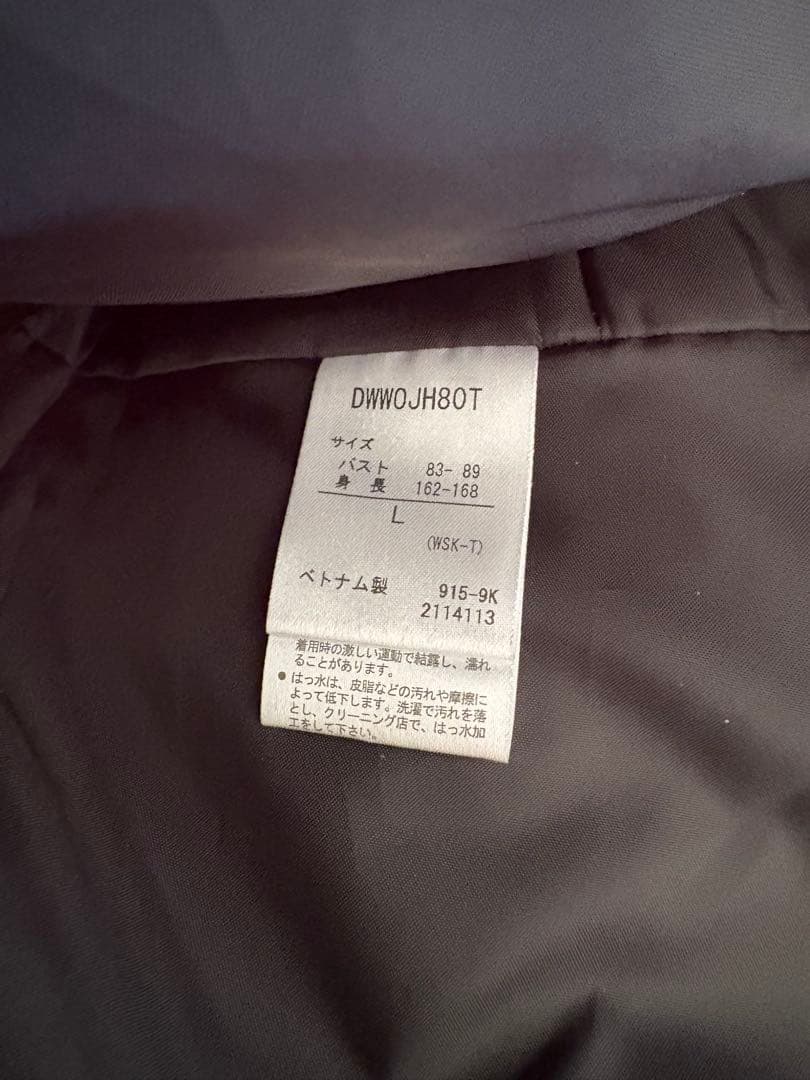 DWWOJH80T
サイズ
バスト 83- 89
身 長 162-168
L
(WSK-T)
ベトナム製 915-9K
2114113
着用時の激しい運動で結露し、濡れ
ることがあります。
● はっ水は、皮脂などの汚れや摩擦に
よって低下します。洗濯で汚れを落
とし、クリーニング店で、はっ水加
工をして下さい。